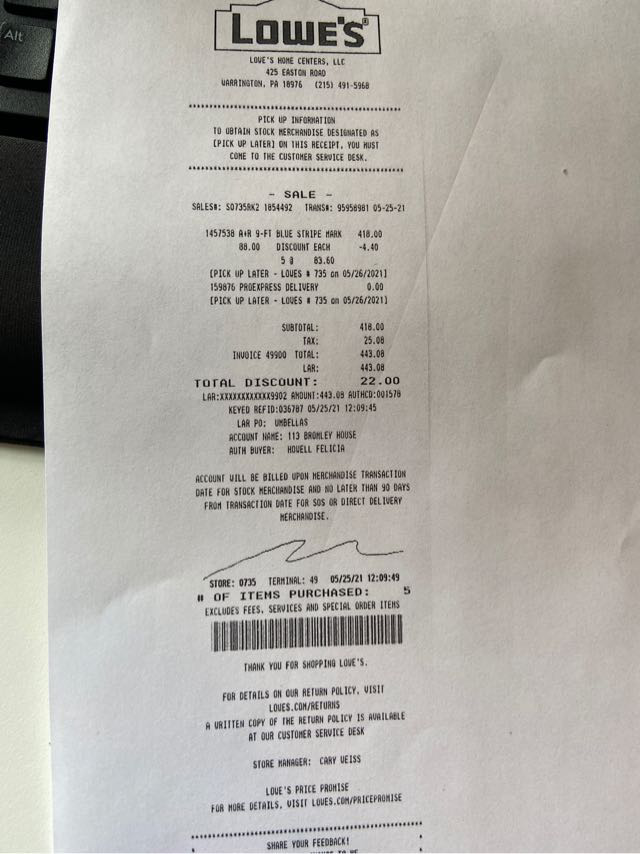 Alt
LOWE'S®
LOWE'S HOME CENTERS, LLC
425 EASTON ROAD
WARRINGTON, PA 18976 (215) 491-5968
PICK UP INFORMATION
TO OBTAIN STOCK MERCHANDISE DESIGNATED AS
[PICK UP LATER] ON THIS RECEIPT, YOU MUST
COME TO THE CUSTOMER SERVICE DESK.
- SALE -
SALES#: S0735RK2 1854492 TRANS#: 95958981 05-25-21
1457538 A+R 9-FT BLUE STRIPE MARK 418.00
88.00 DISCOUNT EACH -4.40
5 @ 83.60
[PICK UP LATER - LOWES # 735 on 05/26/2021]
159876 PROEXPRESS DELIVERY 0.00
[PICK UP LATER - LOWES # 735 on 05/26/2021]
SUBTOTAL: 418.00
TAX: 25.08
INVOICE 49900 TOTAL: 443.08
LAR: 443.08
TOTAL DISCOUNT: 22.00
LAR:XXXXXXXXXXXX9902 AMOUNT:443.08 AUTHCD:001578
KEYED REFID:036787 05/25/21 12:09:45
LAR PO: UMBELLAS
ACCOUNT NAME: 113 BROMLEY HOUSE
AUTH BUYER: HOWELL FELICIA
ACCOUNT WILL BE BILLED UPON MERCHANDISE TRANSACTION
DATE FOR STOCK MERCHANDISE AND NO LATER THAN 90 DAYS
FROM TRANSACTION DATE FOR SOS OR DIRECT DELIVERY
MERCHANDISE.
STORE: 0735 TERMINAL: 49 05/25/21 12:09:49
# OF ITEMS PURCHASED: 5
EXCLUDES FEES, SERVICES AND SPECIAL ORDER ITEMS
THANK YOU FOR SHOPPING LOWE'S.
FOR DETAILS ON OUR RETURN POLICY, VISIT
LOWES.COM/RETURNS
A WRITTEN COPY OF THE RETURN POLICY IS AVAILABLE
AT OUR CUSTOMER SERVICE DESK
STORE MANAGER: CARY WEISS
LOWE'S PRICE PROMISE
FOR MORE DETAILS, VISIT LOWES.COM/PRICEPROMISE
SHARE YOUR FEEDBACK!